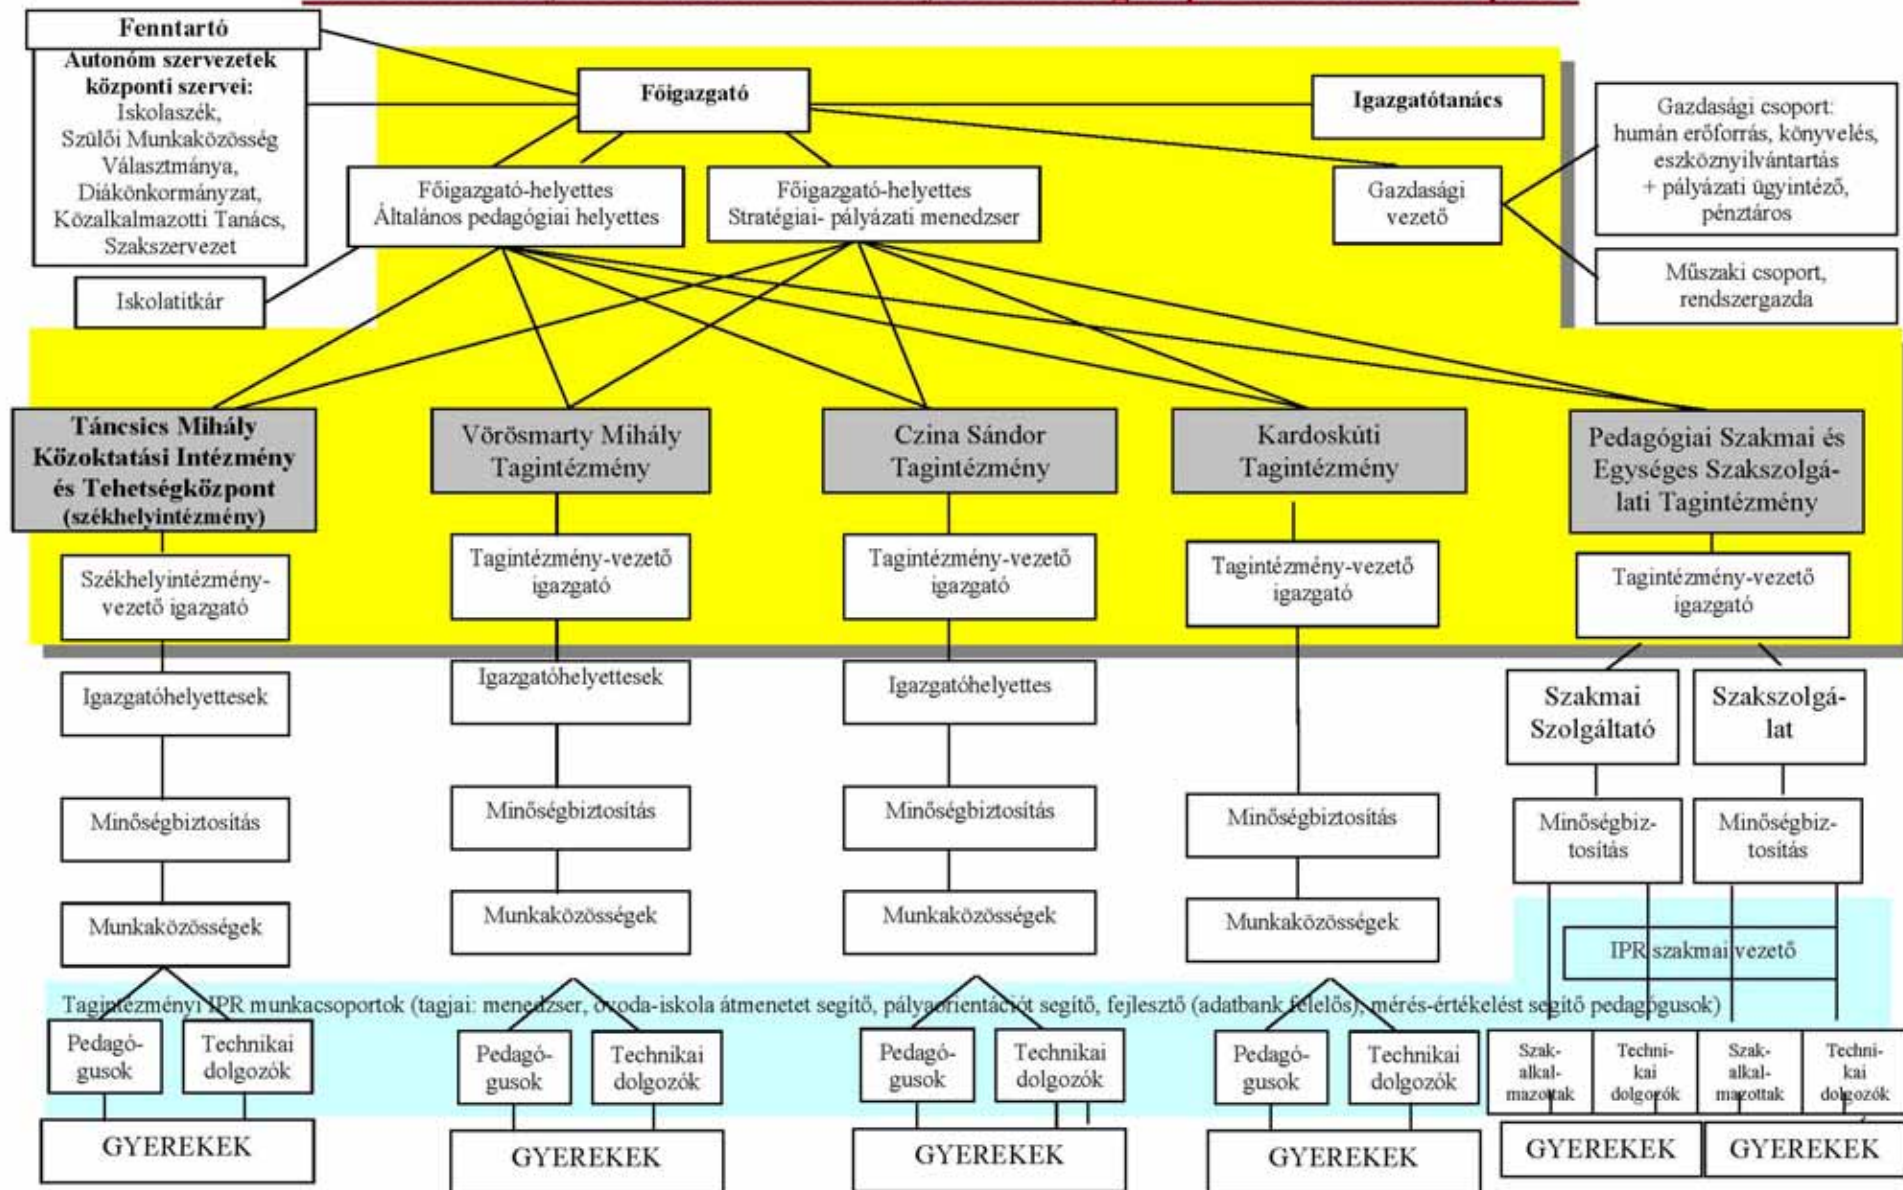 Fenntartó
Autonóm szervezetek
központi szervei:
Iskolaszék,
Szülői Munkaközösség
Választmánya,
Diákönkormányzat,
Közalkalmazotti Tanács,
Szakszervezet
Főigazgató
Igazgatótanács
Gazdasági csoport:
humán erőforrás, könyvelés,
eszköznyilvántartás
+ pályázati ügyintéző,
pénztáros
Főigazgató-helyettes
Általános pedagógiai helyettes
Főigazgató-helyettes
Stratégiai- pályázati menedzser
Gazdasági
vezető
Iskolatitkár
Műszaki csoport,
rendszergazda
Táncsics Mihály
Közoktatási Intézmény
és Tehetségközpont
(székhelyintézmény)
Vörösmarty Mihály
Tagintézmény
Czina Sándor
Tagintézmény
Kardoskúti
Tagintézmény
Pedagógiai Szakmai és
Egységes Szakszolgá-
lati Tagintézmény
Székhelyintézmény-
vezető igazgató
Tagintézmény-vezető
igazgató
Tagintézmény-vezető
igazgató
Tagintézmény-vezető
igazgató
Tagintézmény-vezető
igazgató
Igazgatóhelyettesek
Igazgatóhelyettesek
Igazgatóhelyettes
Szakmai
Szolgáltató
Szakszolgá-
lat
Minőségbiztosítás
Minőségbiztosítás
Minőségbiztosítás
Minőségbiztosítás
Minőségbiz-
tosítás
Minőségbiz-
tosítás
Munkaközösségek
Munkaközösségek
Munkaközösségek
Munkaközösségek
IPR szakmai vezető
Tagintézményi IPR munkacsoportok (tagjai: menedzser, óvoda-iskola átmenetet segítő, pályaorientációt segítő, fejlesztő (adatbank felelős), mérés-értékelést segítő pedagógusok)
Pedagó-
gusok
Technikai
dolgozók
Pedagó-
gusok
Technikai
dolgozók
Pedagó-
gusok
Technikai
dolgozók
Pedagó-
gusok
Technikai
dolgozók
Szak-
alkal-
mazottak
Techni-
kai
dolgozók
Szak-
alkal-
mazottak
Techni-
kai
dolgozók
GYEREKEK
GYEREKEK
GYEREKEK
GYEREKEK
GYEREKEK
GYEREKEK